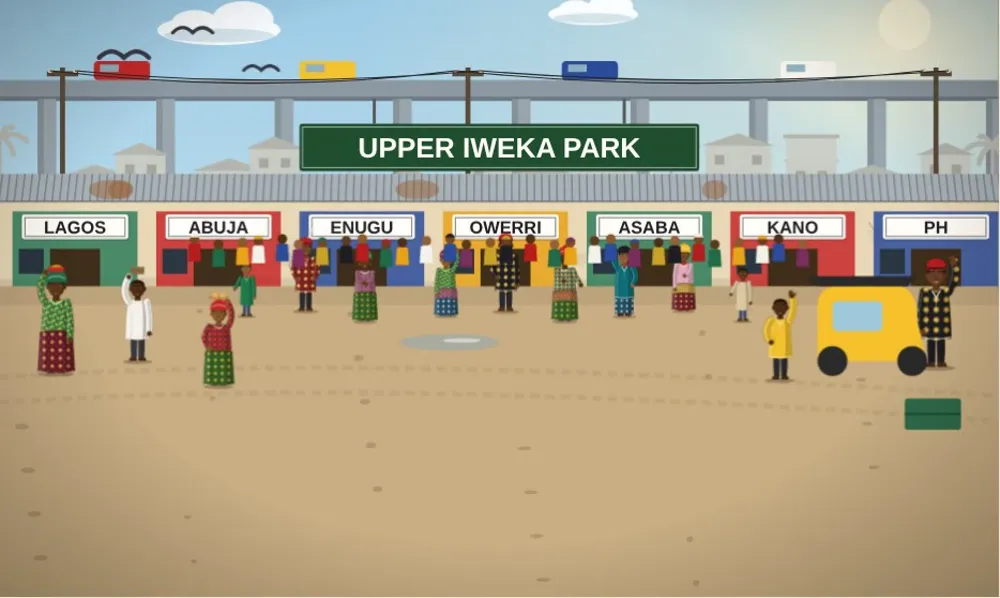 UPPER IWEKA PARK
LAGOS
ABUJA
ENUGU
OWERRI
ASABA
KANO
PH